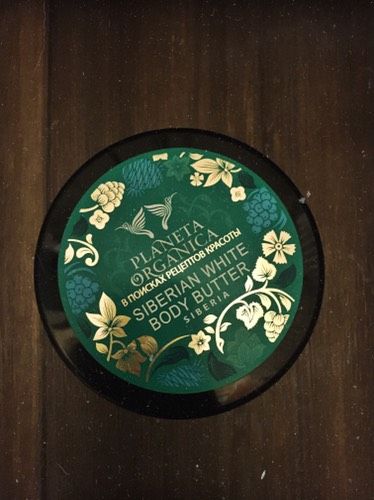 PLANETA
ORGANICA
В ПОИСКАХ РЕЦЕПТОВ КРАСОТЫ
SIBERIAN WHITE
BODY BUTTER
SIBERIA